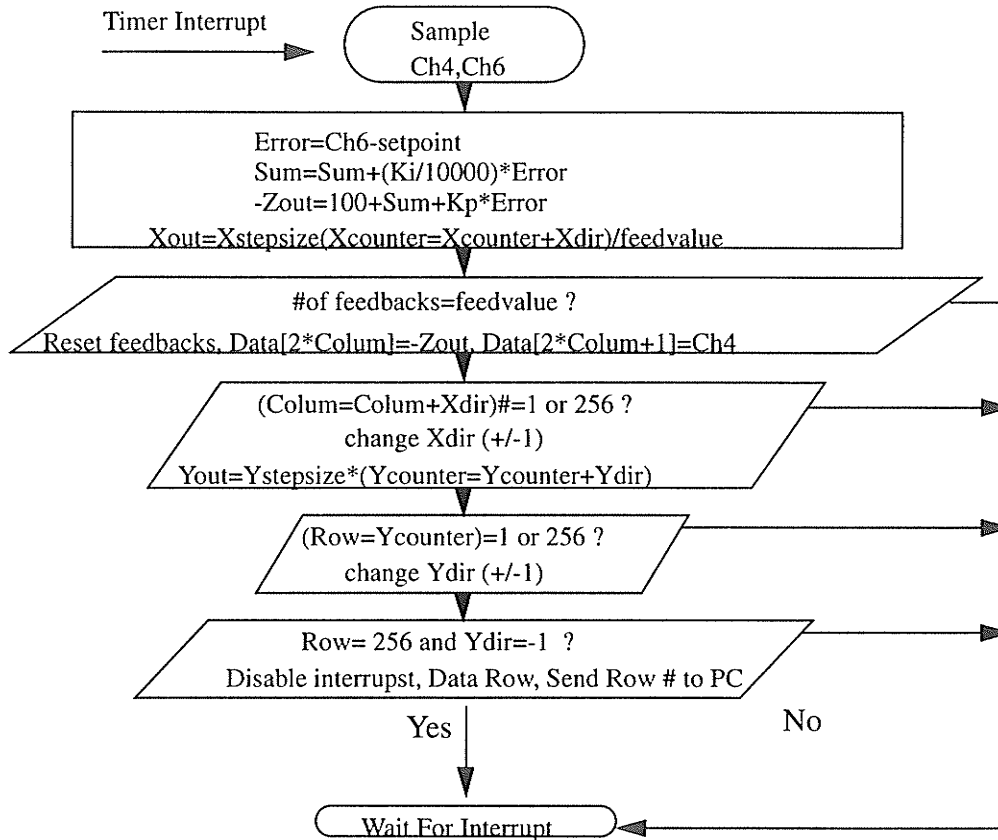 Timer Interrupt
Sample
Ch4,Ch6
Error=Ch6-setpoint
Sum=Sum+(Ki/10000)*Error
-Zout=100+Sum+Kp*Error
Xout=Xstepsize(Xcounter=Xcounter+Xdir)/feedvalue
#of feedbacks=feedvalue ?
Reset feedbacks, Data[2*Colum]=-Zout, Data[2*Colum+1]=Ch4
(Colum=Colum+Xdir)#=1 or 256 ?
change Xdir (+/-1)
Yout=Ystepsize*(Ycounter=Ycounter+Ydir)
(Row=Ycounter)=1 or 256 ?
change Ydir (+/-1)
Row= 256 and Ydir=-1 ?
Disable interrupst, Data Row, Send Row # to PC
Yes
No
Wait For Interrupt